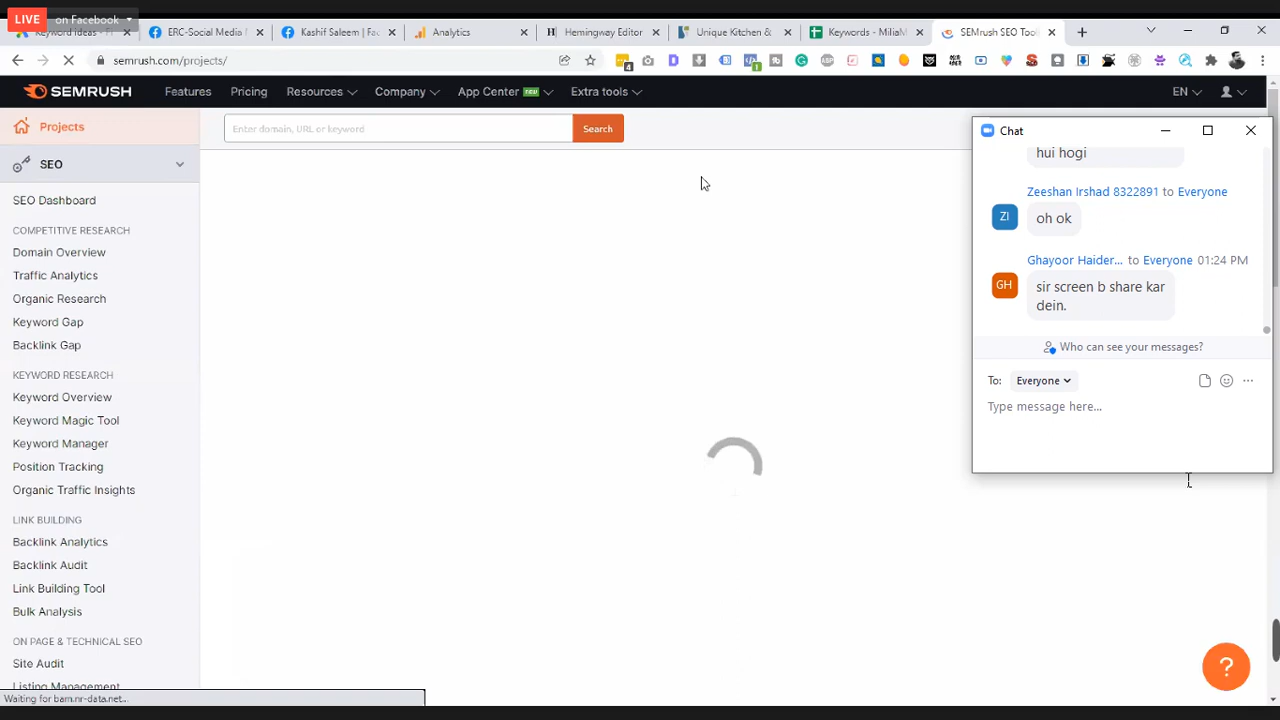 LIVE on Facebook
Keyword Ideas - 
ERC-Social Media
Kashif Saleem | Fac
Analytics
Hemingway Editor
Unique Kitchen &
Keywords - MiliaM
SEMrush SEO Tool
semrush.com/projects/
SEMRUSH
Features
Pricing
Resources
Company
App Center NEW
Extra tools
EN
Projects
Enter domain, URL or keyword
Search
SEO
SEO Dashboard
COMPETITIVE RESEARCH
Domain Overview
Traffic Analytics
Organic Research
Keyword Gap
Backlink Gap
KEYWORD RESEARCH
Keyword Overview
Keyword Magic Tool
Keyword Manager
Position Tracking
Organic Traffic Insights
LINK BUILDING
Backlink Analytics
Backlink Audit
Link Building Tool
Bulk Analysis
ON PAGE & TECHNICAL SEO
Site Audit
Listing Management
Waiting for bam.nr-data.net...
Chat
hui hogi
Zeeshan Irshad 8322891 to Everyone
ZI
oh ok
Ghayoor Haider... to Everyone 01:24 PM
GH
sir screen b share kar
dein.
Who can see your messages?
To: Everyone
Type message here...
?